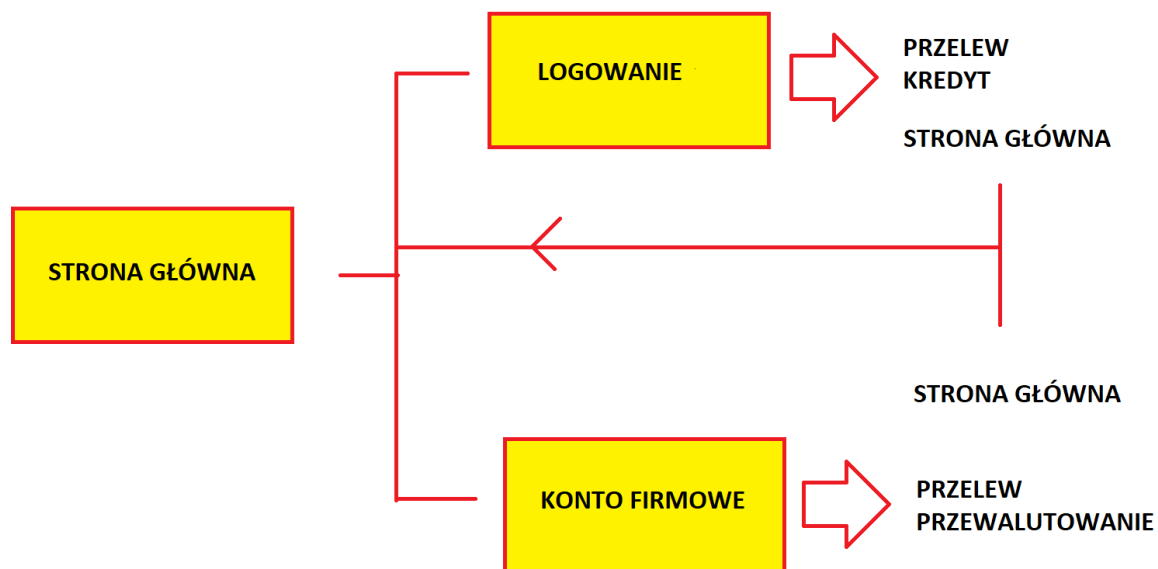 LOGOWANIE
PRZELEW
KREDYT
STRONA GŁÓWNA
STRONA GŁÓWNA
STRONA GŁÓWNA
KONTO FIRMOWE
PRZELEW
PRZEWALUTOWANIE